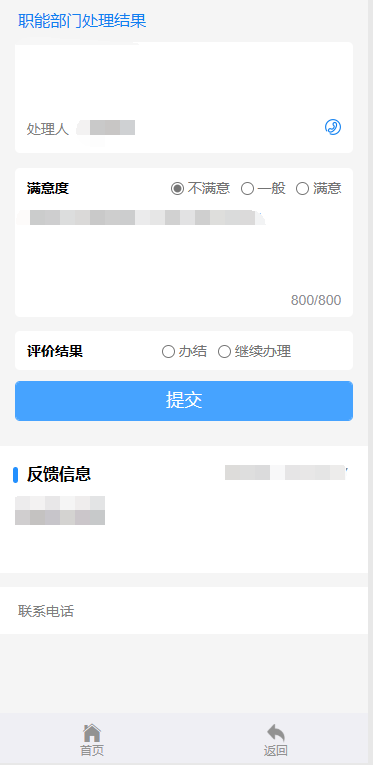 职能部门处理结果
处理人
满意度 不满意 一般 满意
800/800
评价结果 办结 继续办理
提交
反馈信息
联系电话
首页 返回